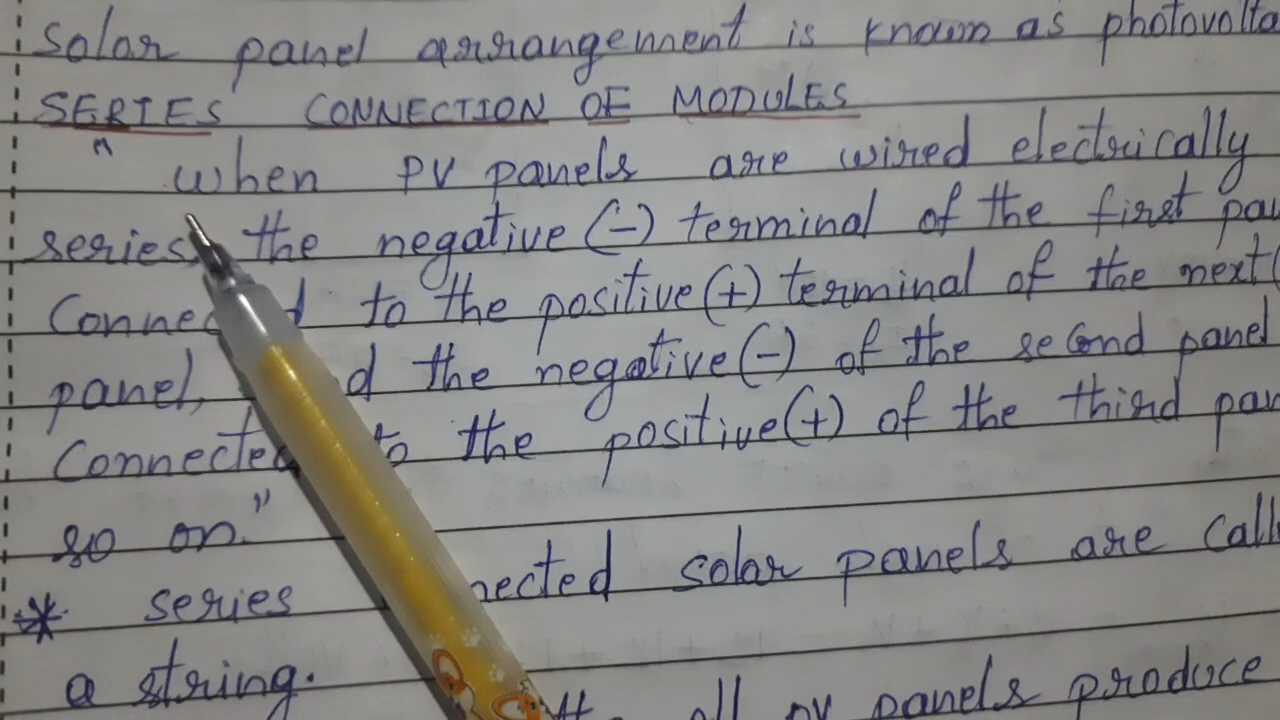 Solar panel arrangement is known as photovolta
SERIES CONNECTION OF MODULES
" when PV panels are wired electrically
series, the negative (-) terminal of the first pa
Connec d to the positive (+) terminal of the next (
panel, d the negative (-) of the second panel
Connected to the positive (+) of the third pa
so on."
* series nected solar panels are call
a string.
all pv panels produce